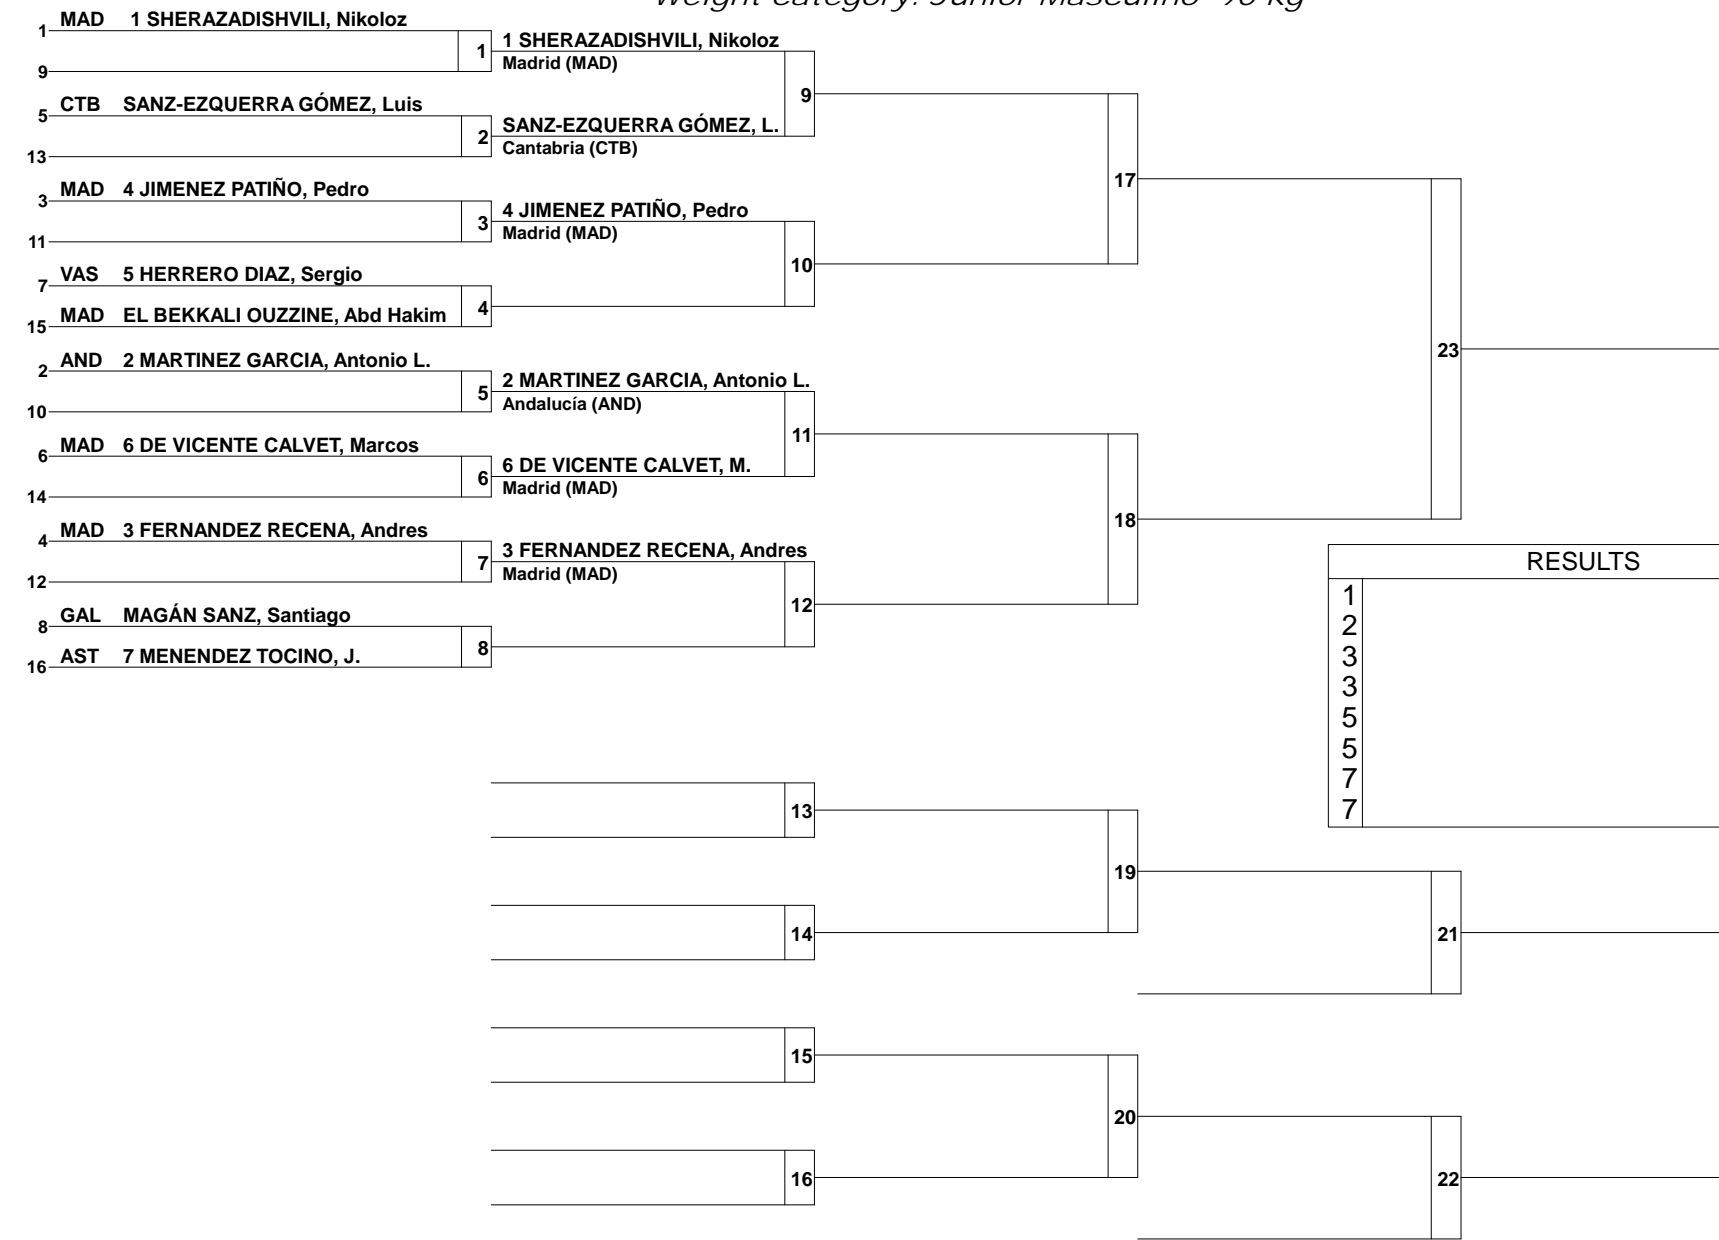 Weight category: Junior Masculino -90 kg
1 MAD 1 SHERAZADISHVILI, Nikoloz
9
1
1 SHERAZADISHVILI, Nikoloz
Madrid (MAD)
5 CTB SANZ-EZQUERRA GÓMEZ, Luis
13
2
SANZ-EZQUERRA GÓMEZ, L.
Cantabria (CTB)
9
3 MAD 4 JIMENEZ PATIÑO, Pedro
11
3
4 JIMENEZ PATIÑO, Pedro
Madrid (MAD)
7 VAS 5 HERRERO DIAZ, Sergio
15 MAD EL BEKKALI OUZZINE, Abd Hakim
4
10
17
2 AND 2 MARTINEZ GARCIA, Antonio L.
10
5
2 MARTINEZ GARCIA, Antonio L.
Andalucía (AND)
6 MAD 6 DE VICENTE CALVET, Marcos
14
6
6 DE VICENTE CALVET, M.
Madrid (MAD)
11
4 MAD 3 FERNANDEZ RECENA, Andres
12
7
3 FERNANDEZ RECENA, Andres
Madrid (MAD)
8 GAL MAGÁN SANZ, Santiago
16 AST 7 MENENDEZ TOCINO, J.
8
12
18
23
RESULTS
1
2
3
3
5
5
7
7
13
14
19
21
15
16
20
22